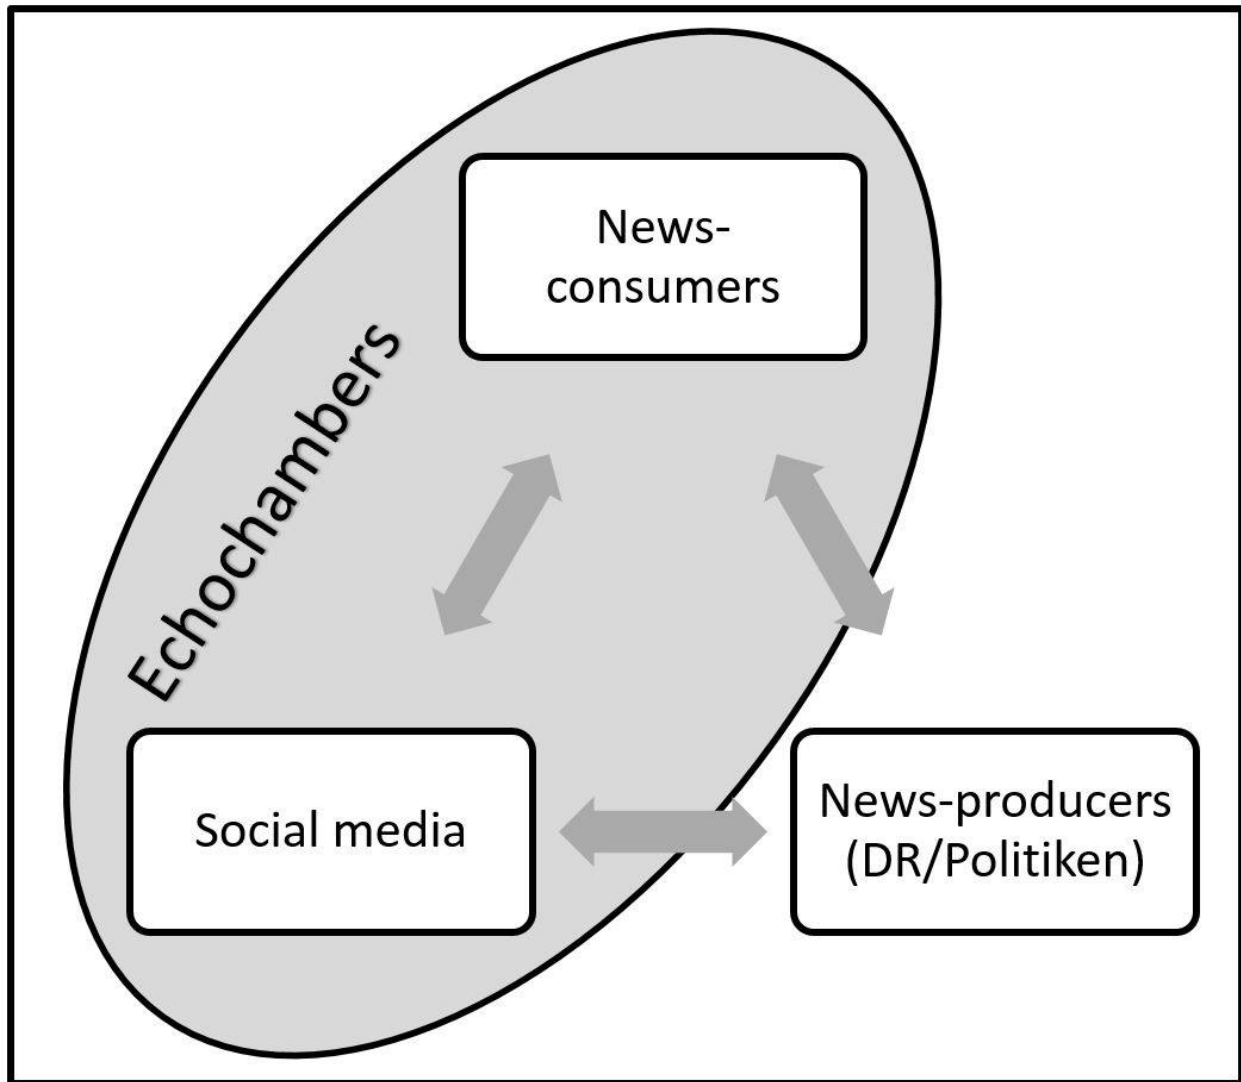 News-
consumers
Echochambers
Social media
News-producers
(DR/Politiken)